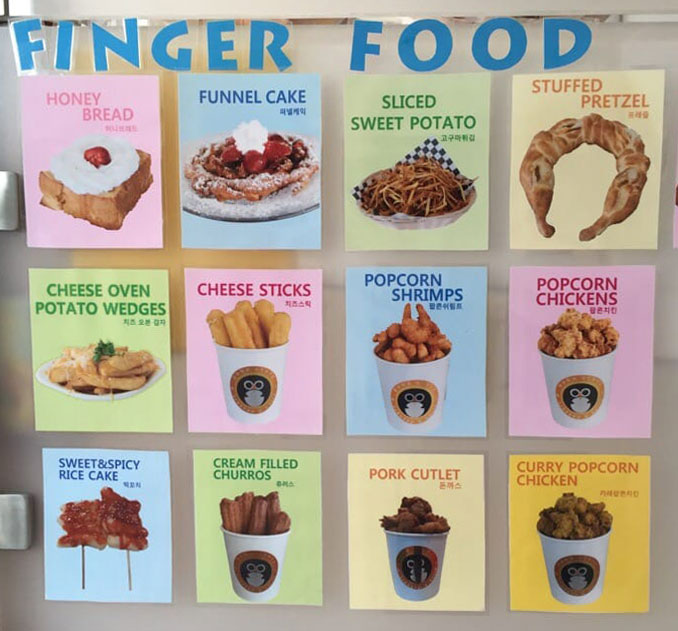 FINGER FOOD
HONEY
BREAD
허니브레드
FUNNEL CAKE
퍼넬케익
SLICED
SWEET POTATO
고구마튀김
STUFFED
PRETZEL
프레즐
CHEESE OVEN
POTATO WEDGES
치즈 오븐 감자
CHEESE STICKS
치즈스틱
POPCORN
SHRIMPS
팝콘쉬림프
POPCORN
CHICKENS
팝콘치킨
SWEET&SPICY
RICE CAKE
떡꼬치
CREAM FILLED
CHURROS
츄러스
PORK CUTLET
돈까스
CURRY POPCORN
CHICKEN
카레팝콘치킨